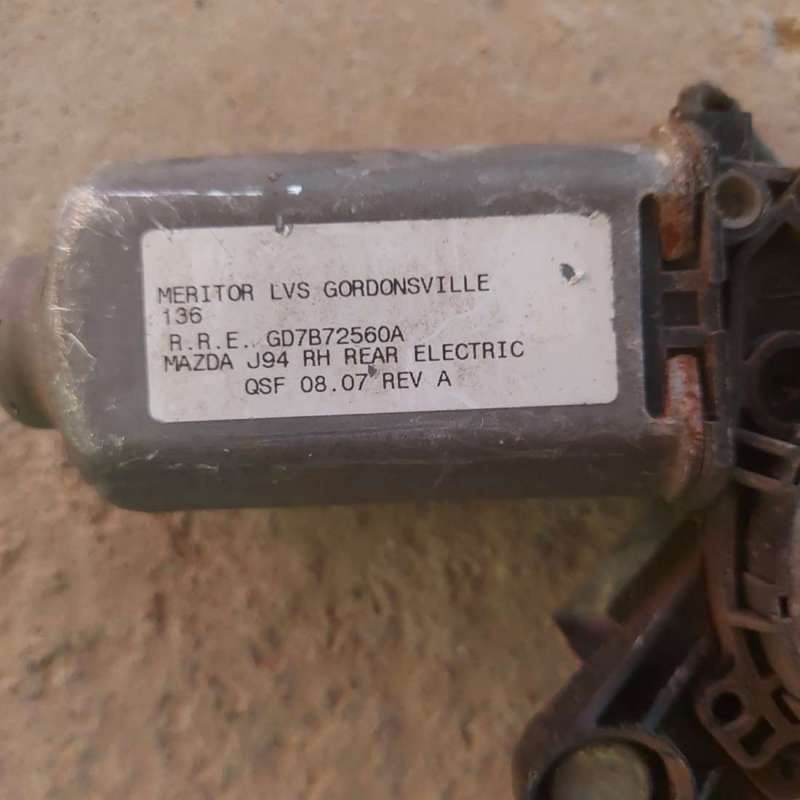 MERITOR LVS GORDONSVILLE
136
R.R.E. GD7B72560A
MAZDA J94 RH REAR ELECTRIC
QSF 08.07 REV A